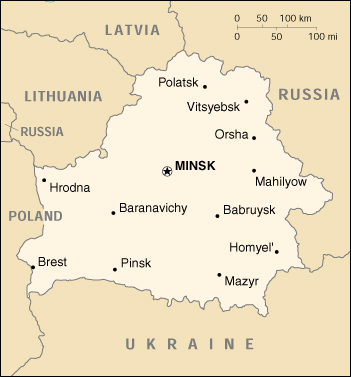 LATVIA
0 50 100 km
0 50 100 mi
Polatsk
LITHUANIA
RUSSIA
Vitsyebsk
RUSSIA
Orsha
MINSK
Hrodna
Mahilyow
POLAND
Baranavichy
Babruysk
Homyel'
Brest
Pinsk
Mazyr
UKRAINE